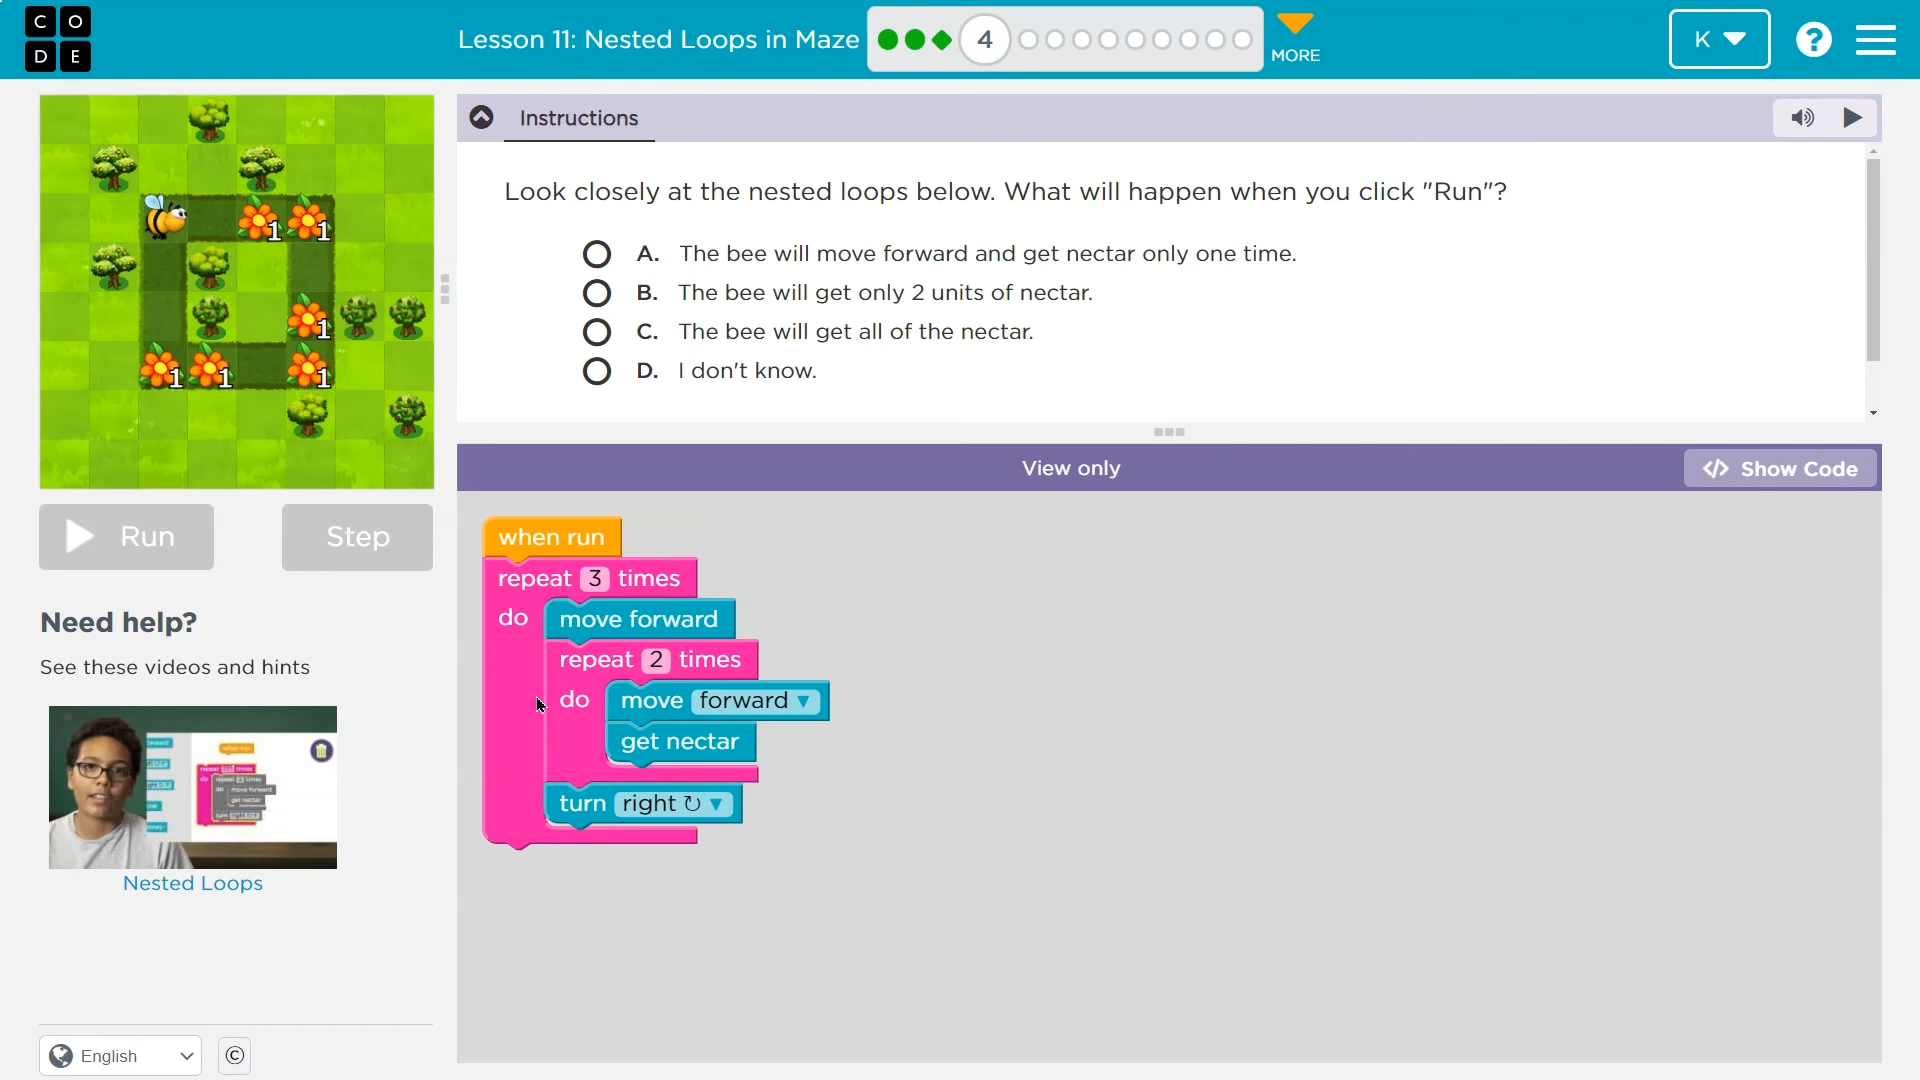 C O
D E
Lesson 11: Nested Loops in Maze
4
MORE
K
?
1 1
1
1 1 1
Run
Step
Need help?
See these videos and hints
Nested Loops
English
©
Instructions
Look closely at the nested loops below. What will happen when you click "Run"?
A. The bee will move forward and get nectar only one time.
B. The bee will get only 2 units of nectar.
C. The bee will get all of the nectar.
D. I don't know.
View only
</> Show Code
when run
repeat 3 times
do move forward
repeat 2 times
do move forward ▼
get nectar
turn right ↻ ▼